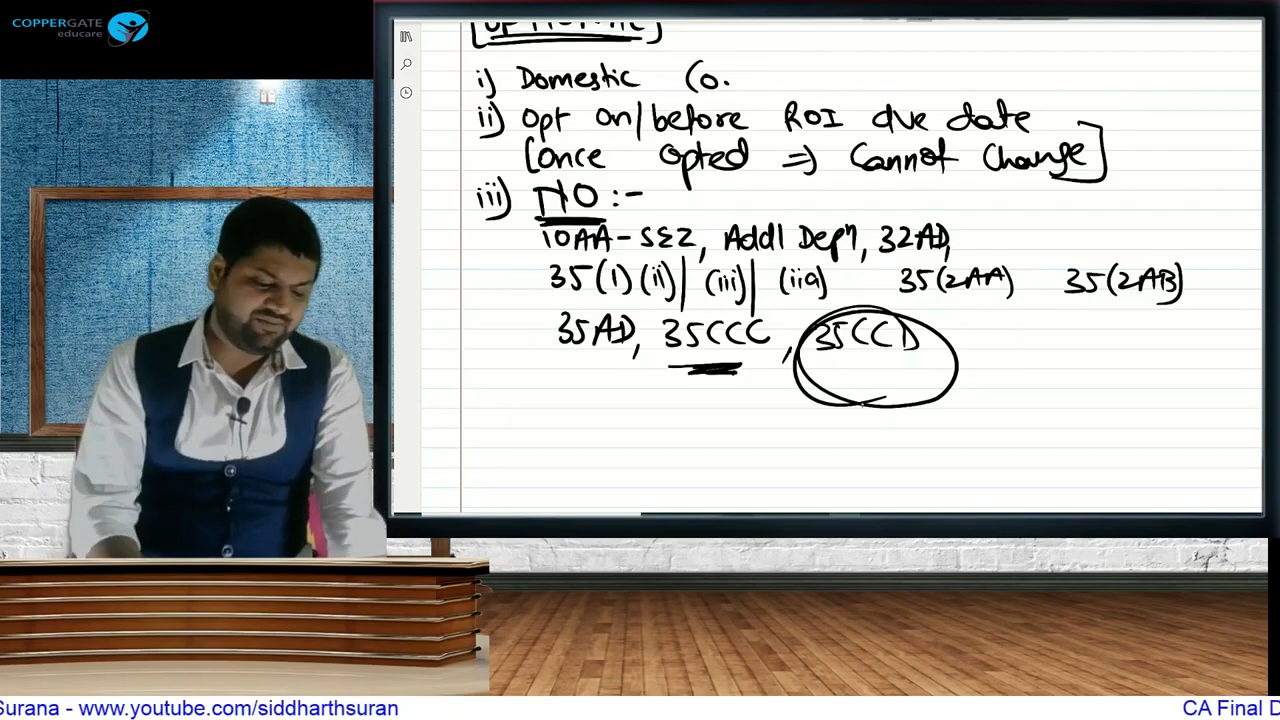 COPPERGATE
educare
[OPTIONAL]
i) Domestic Co.
ii) Opt on/before ROI due date
[once opted => Cannot Change]
iii) NO :-
10AA - SEZ, Addl Depn, 32AD,
35(1)(ii)/(iii)/(iia) 35(2AA) 35(2AB)
35AD, 35CCC, 35CCD
Surana - www.youtube.com/siddharthsuran
CA Final D